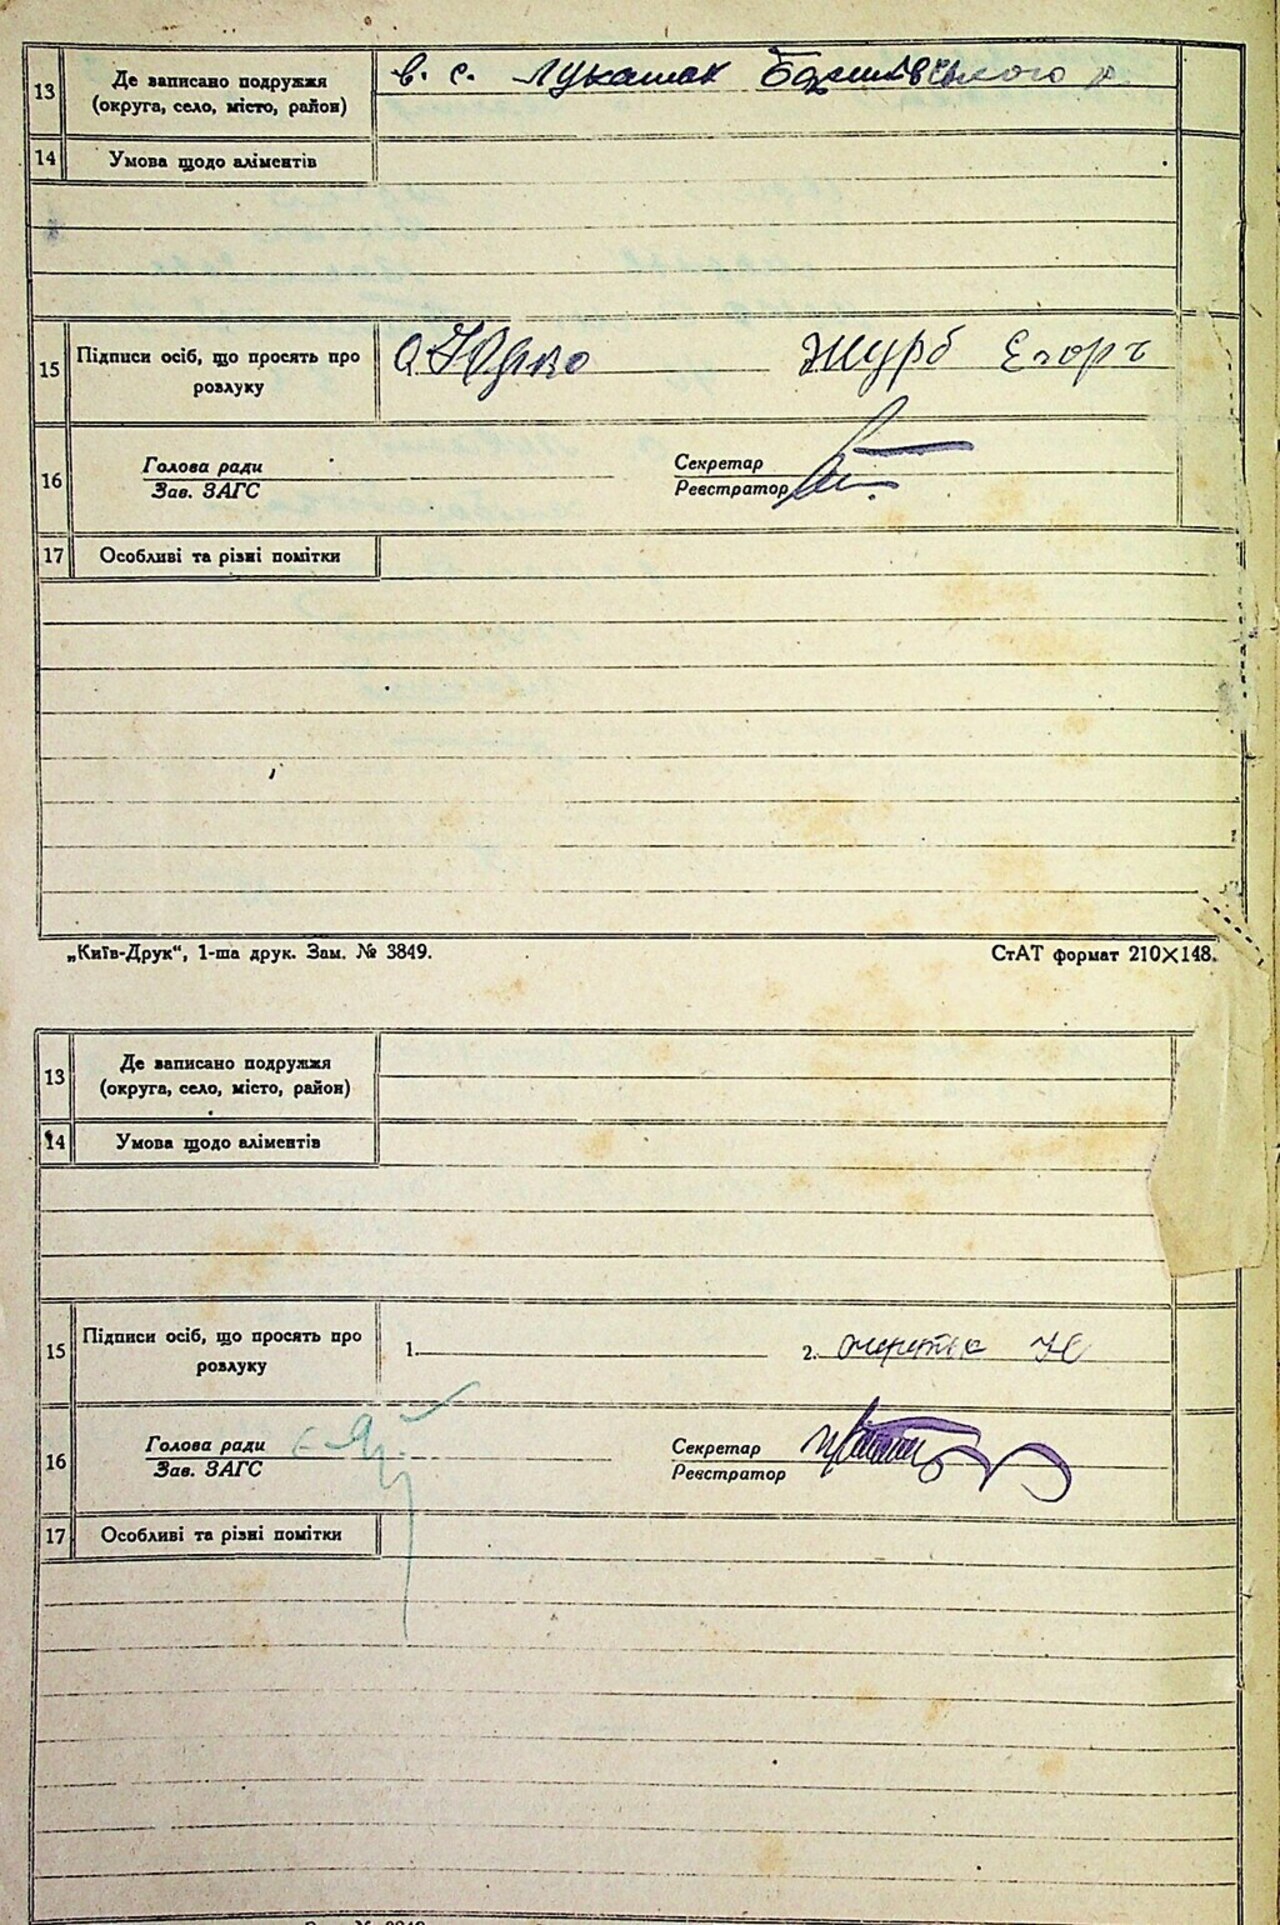 13
Де записано подружжя
(округа, село, місто, район)
в. с. Лукашах
14
Умова щодо аліментів
15
Підписи осіб, що просять про
розлуку
Журб Єгоръ
16
Голова ради
Зав. ЗАГС
Секретар
Реєстратор
17
Особливі та різні помітки
„Київ-Друк“, 1-ша друк. Зам. № 3849.
СтАТ формат 210×148.
13
Де записано подружжя
(округа, село, місто, район)
14
Умова щодо аліментів
15
Підписи осіб, що просять про
розлуку
1.
2.
16
Голова ради
Зав. ЗАГС
Секретар
Реєстратор
17
Особливі та різні помітки